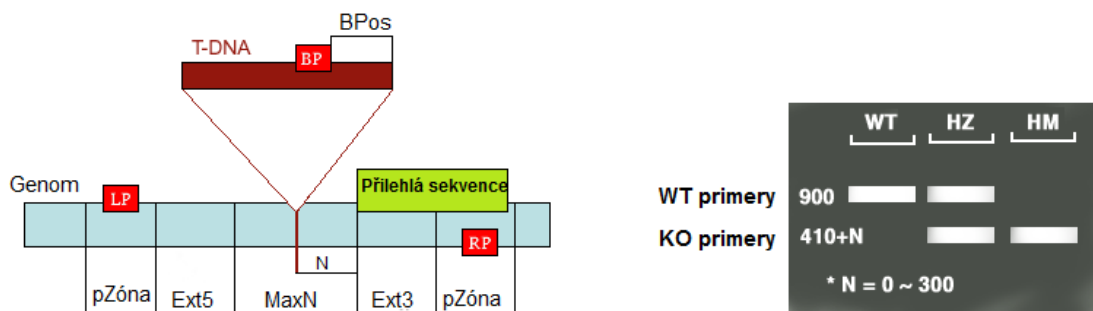 BPos
T-DNA
BP
Genom
LP
Přilehlá sekvence
RP
N
pZóna
Ext5
MaxN
Ext3
pZóna
WT HZ HM
WT primery 900
KO primery 410+N
* N = 0 ~ 300